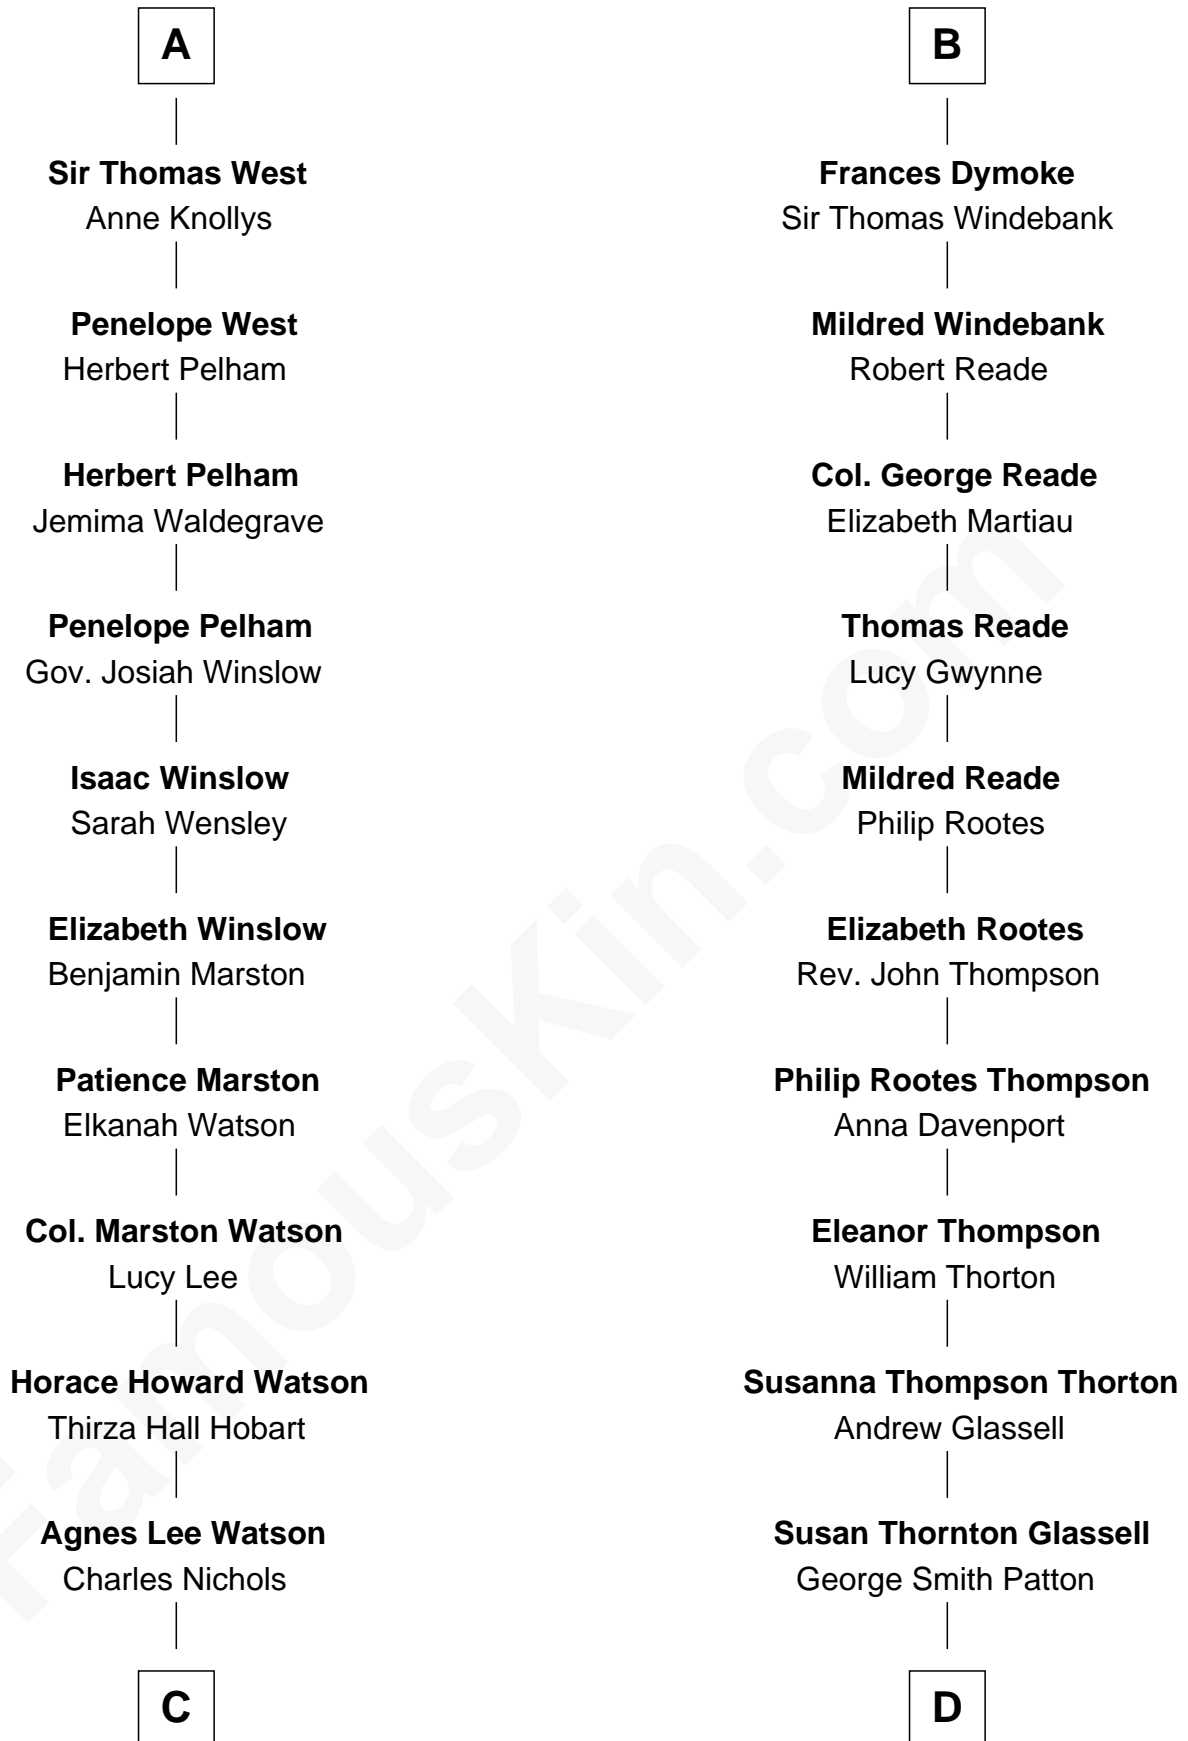 A
Sir Thomas West
Anne Knollys
Penelope West
Herbert Pelham
Herbert Pelham
Jemima Waldegrave
Penelope Pelham
Gov. Josiah Winslow
Isaac Winslow
Sarah Wensley
Elizabeth Winslow
Benjamin Marston
Patience Marston
Elkanah Watson
Col. Marston Watson
Lucy Lee
Horace Howard Watson
Thirza Hall Hobart
Agnes Lee Watson
Charles Nichols
C
B
Frances Dymoke
Sir Thomas Windebank
Mildred Windebank
Robert Reade
Col. George Reade
Elizabeth Martiau
Thomas Reade
Lucy Gwynne
Mildred Reade
Philip Rootes
Elizabeth Rootes
Rev. John Thompson
Philip Rootes Thompson
Anna Davenport
Eleanor Thompson
William Thorton
Susanna Thompson Thorton
Andrew Glassell
Susan Thornton Glassell
George Smith Patton
D
FamousKin.com